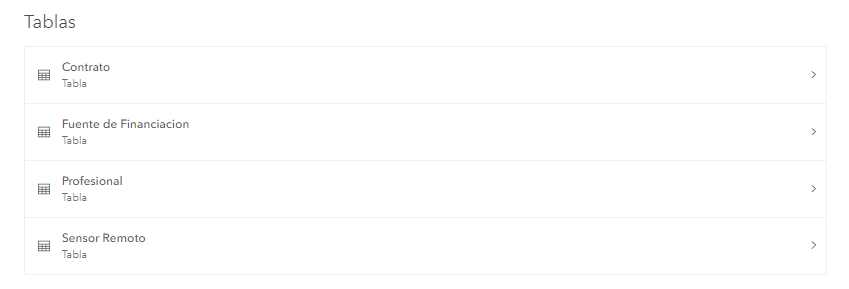 Tablas
Contrato
Tabla
Fuente de Financiacion
Tabla
Profesional
Tabla
Sensor Remoto
Tabla